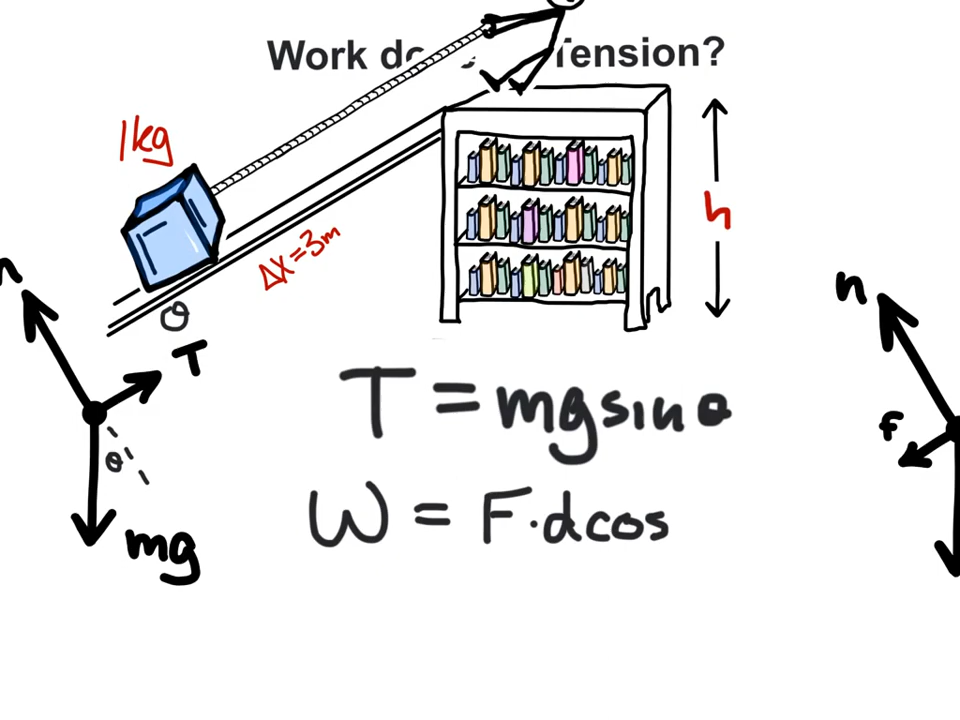 Work do Tension?
1kg
h
Δx=3m
θ
n
T
θ
mg
T = mgsinθ
W = F·dcos
n
f